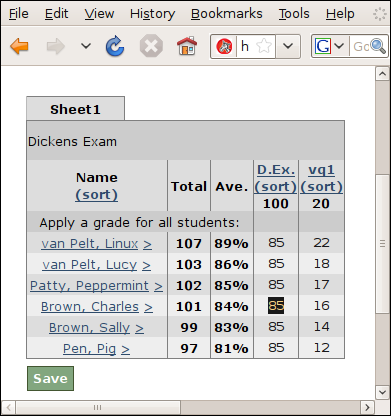 File Edit View History Bookmarks Tools Help
h G Goo
Sheet1
Dickens Exam
Name (sort) Total Ave. D.Ex. (sort) 100 vq1 (sort) 20
Apply a grade for all students:
van Pelt, Linux > 107 89% 85 22
van Pelt, Lucy > 103 86% 85 18
Patty, Peppermint > 102 85% 85 17
Brown, Charles > 101 84% 85 16
Brown, Sally > 99 83% 85 14
Pen, Pig > 97 81% 85 12
Save